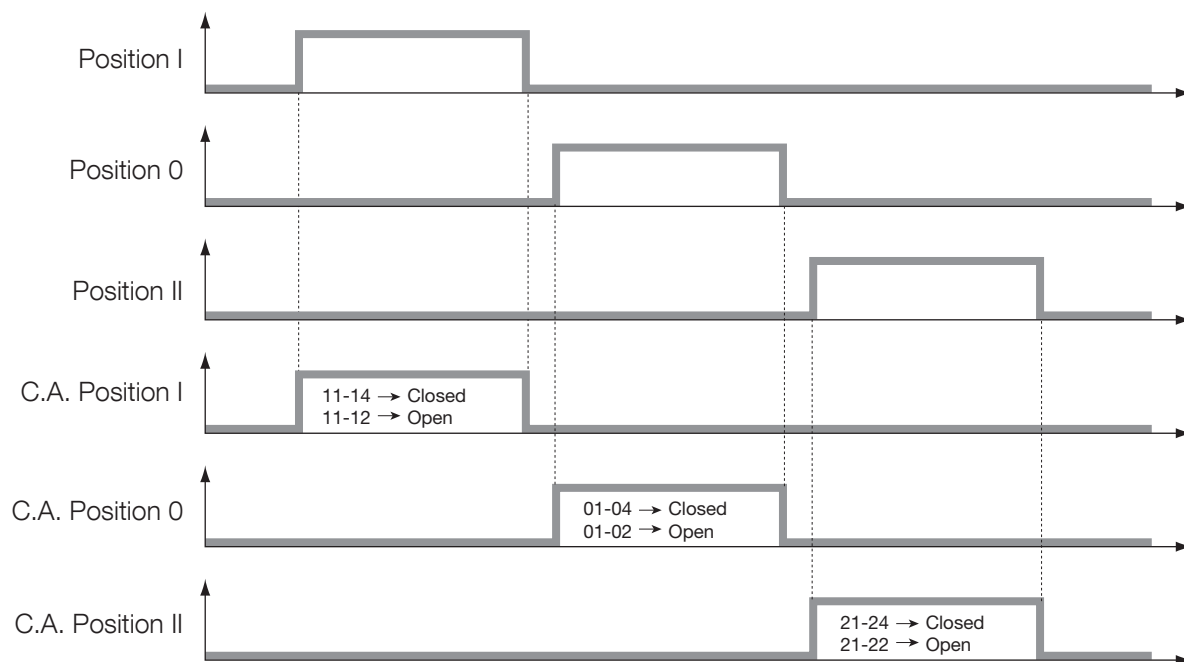 Position I
Position 0
Position II
C.A. Position I
11-14 → Closed
11-12 → Open
C.A. Position 0
01-04 → Closed
01-02 → Open
C.A. Position II
21-24 → Closed
21-22 → Open